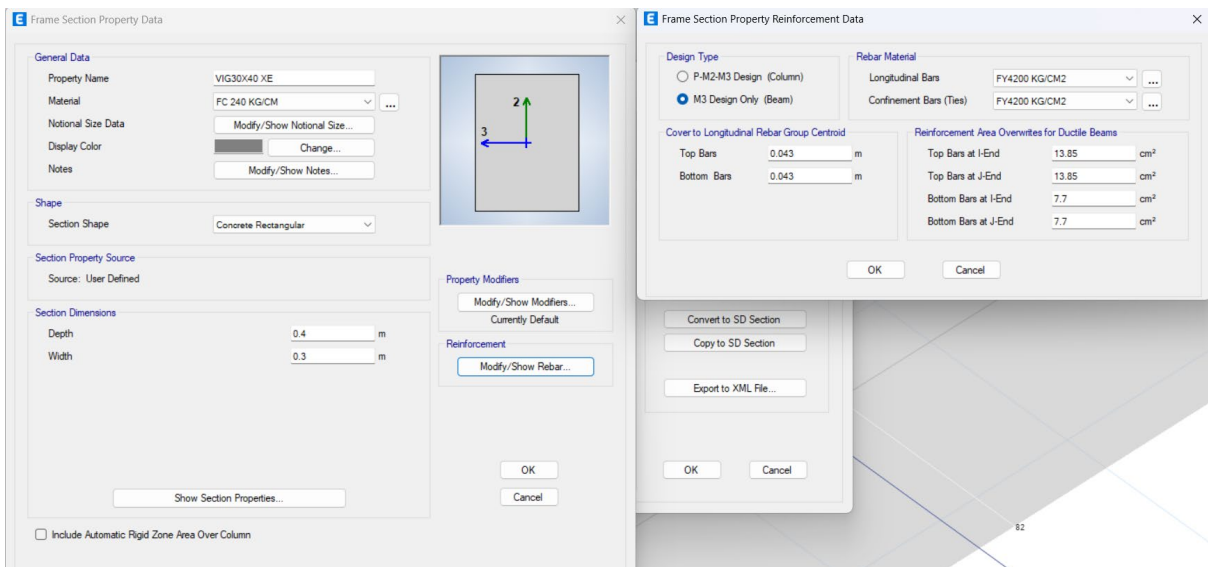 Frame Section Property Data
General Data
Property Name VIG30X40 XE
Material FC 240 KG/CM ...
Notional Size Data Modify/Show Notional Size...
Display Color Change...
Notes Modify/Show Notes...
2
3
Shape
Section Shape Concrete Rectangular
Section Property Source
Source: User Defined
Section Dimensions
Depth 0.4 m
Width 0.3 m
Show Section Properties...
Include Automatic Rigid Zone Area Over Column
Property Modifiers
Modify/Show Modifiers...
Currently Default
Reinforcement
Modify/Show Rebar...
OK
Cancel
Frame Section Property Reinforcement Data
Design Type
P-M2-M3 Design (Column)
M3 Design Only (Beam)
Rebar Material
Longitudinal Bars FY4200 KG/CM2 ...
Confinement Bars (Ties) FY4200 KG/CM2 ...
Cover to Longitudinal Rebar Group Centroid
Top Bars 0.043 m
Bottom Bars 0.043 m
Reinforcement Area Overwrites for Ductile Beams
Top Bars at I-End 13.85 cm²
Top Bars at J-End 13.85 cm²
Bottom Bars at I-End 7.7 cm²
Bottom Bars at J-End 7.7 cm²
OK Cancel
Convert to SD Section
Copy to SD Section
Export to XML File...
OK Cancel
82